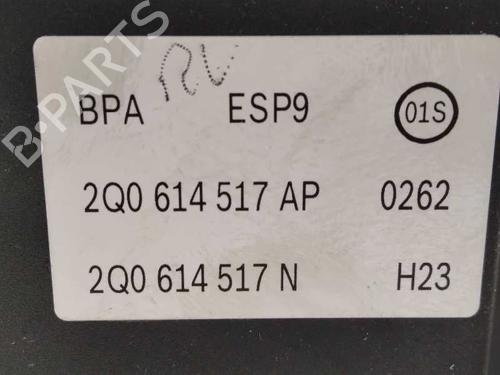 B-PARTS
BPA ESP9 01S
2Q0 614 517 AP 0262
2Q0 614 517 N H23